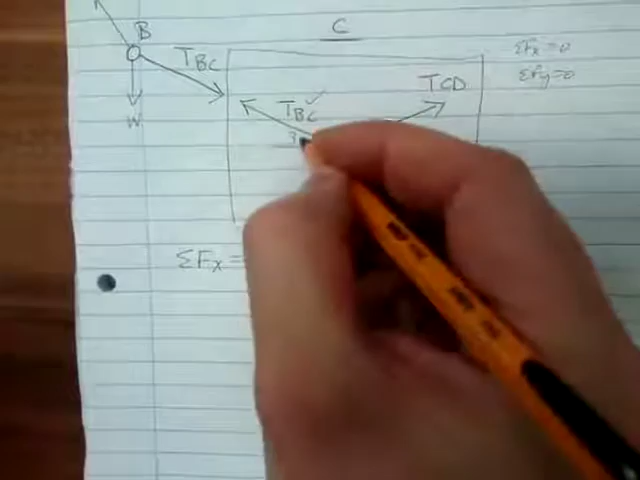 C
B
ΣFx=0
TBC
ΣFy=0
TCD
TBC ✓
W
ΣFx =